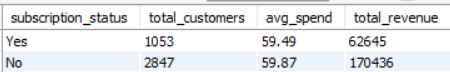 subscription_status total_customers avg_spend total_revenue
Yes 1053 59.49 62645
No 2847 59.87 170436